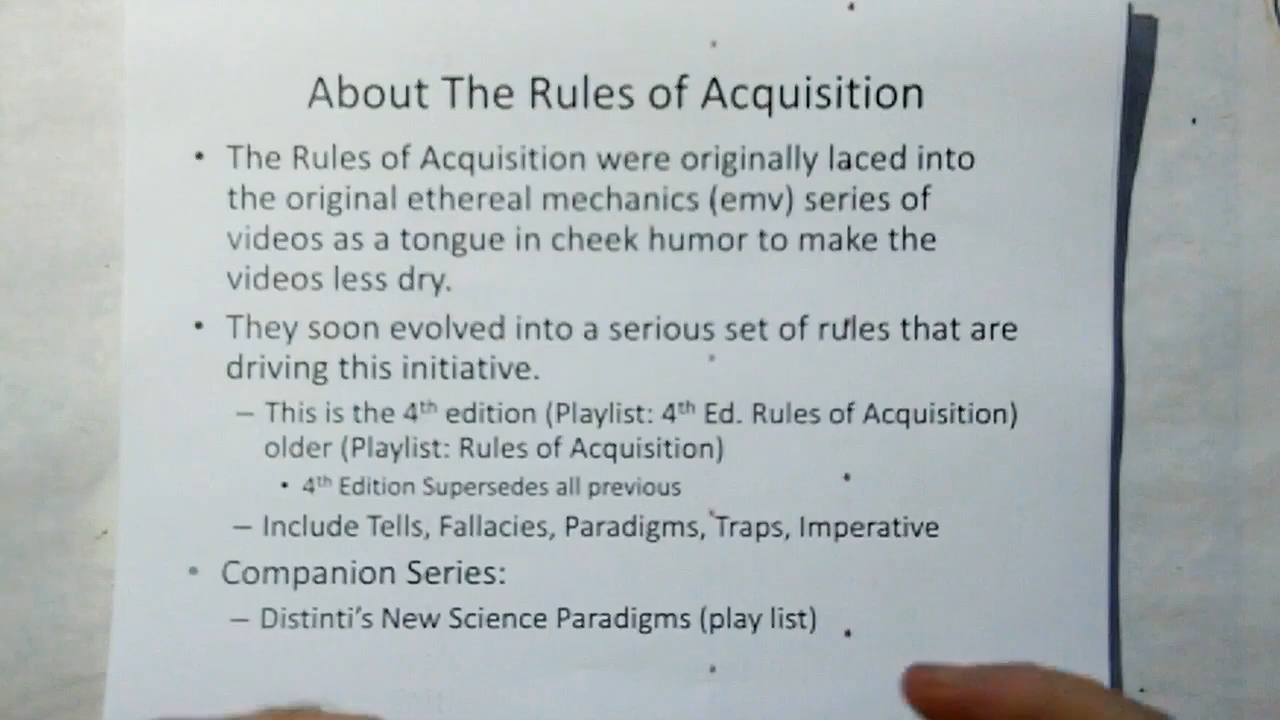 About The Rules of Acquisition
• The Rules of Acquisition were originally laced into
the original ethereal mechanics (emv) series of
videos as a tongue in cheek humor to make the
videos less dry.
• They soon evolved into a serious set of rules that are
driving this initiative.
– This is the 4th edition (Playlist: 4th Ed. Rules of Acquisition)
older (Playlist: Rules of Acquisition)
• 4th Edition Supersedes all previous
– Include Tells, Fallacies, Paradigms, Traps, Imperative
• Companion Series:
– Distinti's New Science Paradigms (play list)